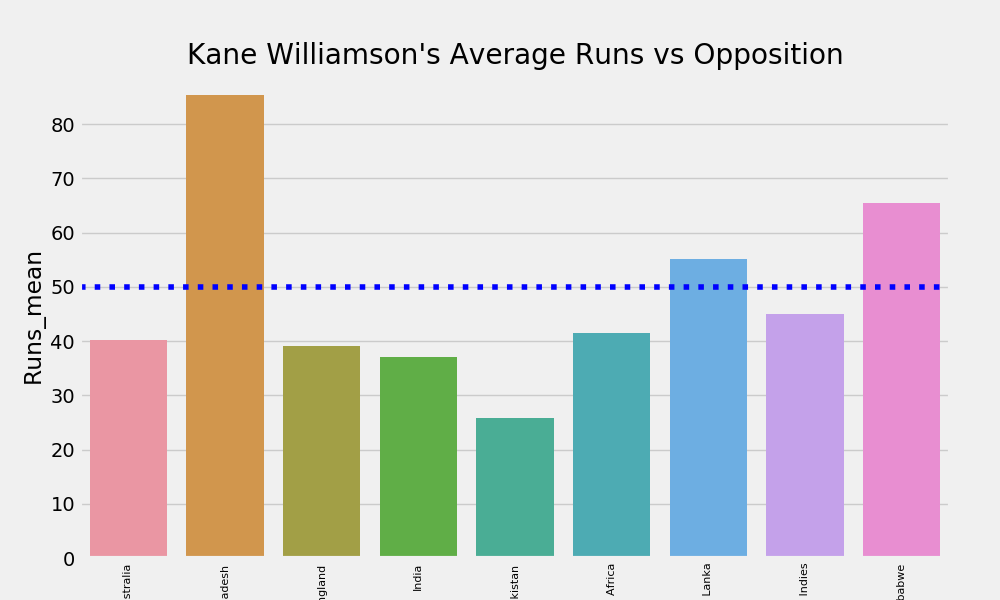 Kane Williamson's Average Runs vs Opposition
Runs_mean
80
70
60
50
40
30
20
10
0
stralia
adesh
ngland
India
kistan
Africa
Lanka
Indies
babwe